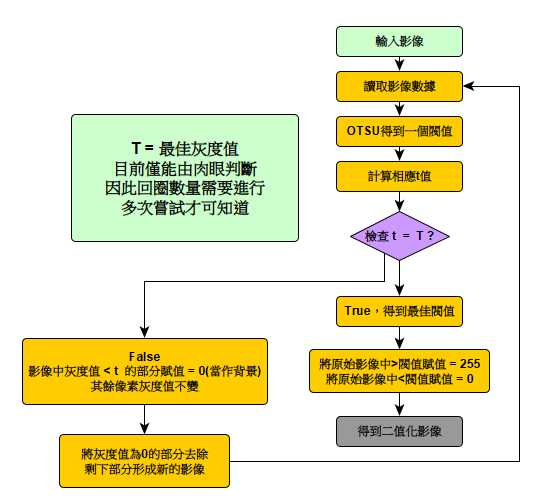 輸入影像
讀取影像數據
OTSU得到一個閥值
計算相應t值
檢查 t = T？
T = 最佳灰度值
目前僅能由肉眼判斷
因此回圈數量需要進行
多次嘗試才可知道
True，得到最佳閥值
將原始影像中>閥值賦值 = 255
將原始影像中<閥值賦值 = 0
得到二值化影像
False
影像中灰度值 < t 的部分賦值 = 0(當作背景)
其餘像素灰度值不變
將灰度值為0的部分去除
剩下部分形成新的影像